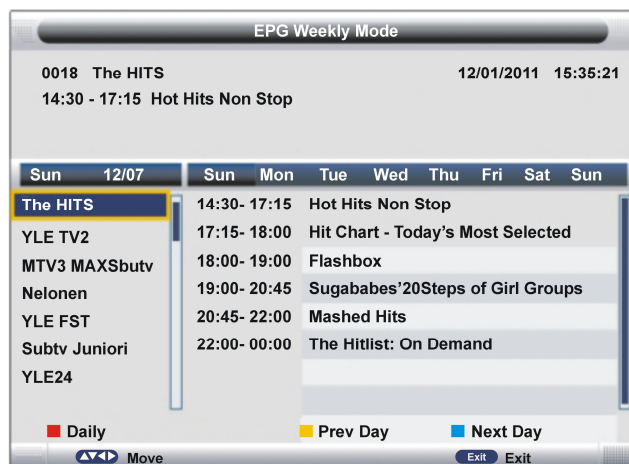 EPG Weekly Mode
0018 The HITS 12/01/2011 15:35:21
14:30 - 17:15 Hot Hits Non Stop
Sun 12/07 Sun Mon Tue Wed Thu Fri Sat Sun
The HITS 14:30- 17:15 Hot Hits Non Stop
YLE TV2 17:15- 18:00 Hit Chart - Today's Most Selected
MTV3 MAXSbutv 18:00- 19:00 Flashbox
Nelonen 19:00- 20:45 Sugababes'20Steps of Girl Groups
YLE FST 20:45- 22:00 Mashed Hits
Subtv Juniori 22:00- 00:00 The Hitlist: On Demand
YLE24
Daily Prev Day Next Day
Move Exit Exit